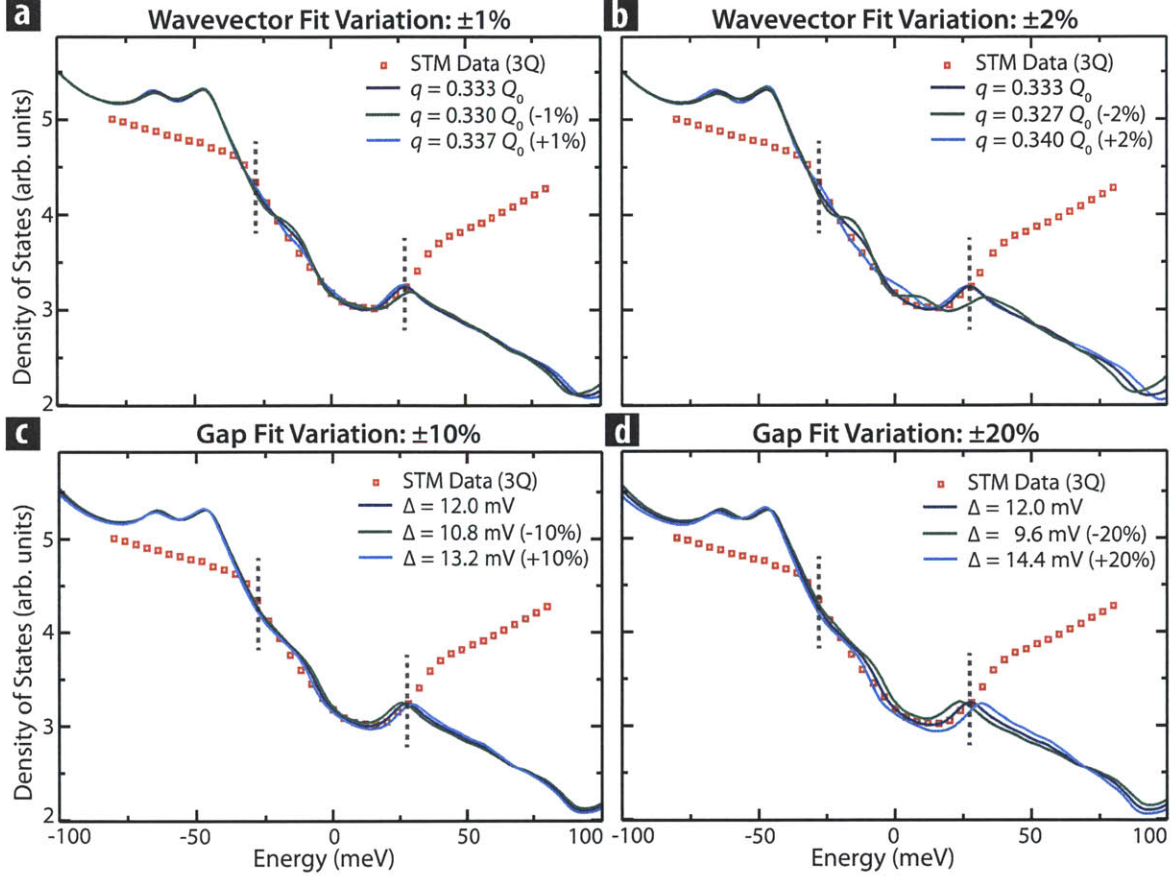 a Wavevector Fit Variation: ±1%
STM Data (3Q)
q = 0.333 Q₀
q = 0.330 Q₀ (-1%)
q = 0.337 Q₀ (+1%)
Density of States (arb. units)
5
4
3
2
b Wavevector Fit Variation: ±2%
STM Data (3Q)
q = 0.333 Q₀
q = 0.327 Q₀ (-2%)
q = 0.340 Q₀ (+2%)
c Gap Fit Variation: ±10%
STM Data (3Q)
Δ = 12.0 mV
Δ = 10.8 mV (-10%)
Δ = 13.2 mV (+10%)
Density of States (arb. units)
5
4
3
2
-100 -50 0 50 100
Energy (meV)
d Gap Fit Variation: ±20%
STM Data (3Q)
Δ = 12.0 mV
Δ = 9.6 mV (-20%)
Δ = 14.4 mV (+20%)
-100 -50 0 50 100
Energy (meV)